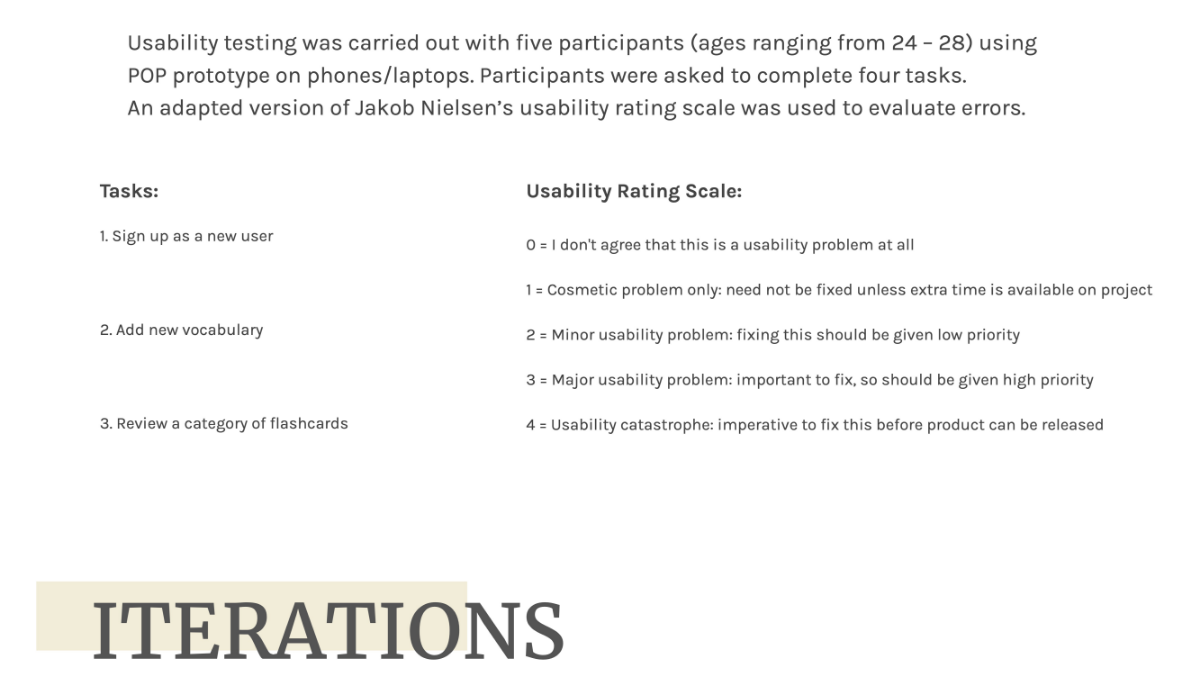 Usability testing was carried out with five participants (ages ranging from 24 – 28) using
POP prototype on phones/laptops. Participants were asked to complete four tasks.
An adapted version of Jakob Nielsen’s usability rating scale was used to evaluate errors.
Tasks:
1. Sign up as a new user
2. Add new vocabulary
3. Review a category of flashcards
Usability Rating Scale:
0 = I don't agree that this is a usability problem at all
1 = Cosmetic problem only: need not be fixed unless extra time is available on project
2 = Minor usability problem: fixing this should be given low priority
3 = Major usability problem: important to fix, so should be given high priority
4 = Usability catastrophe: imperative to fix this before product can be released
ITERATIONS